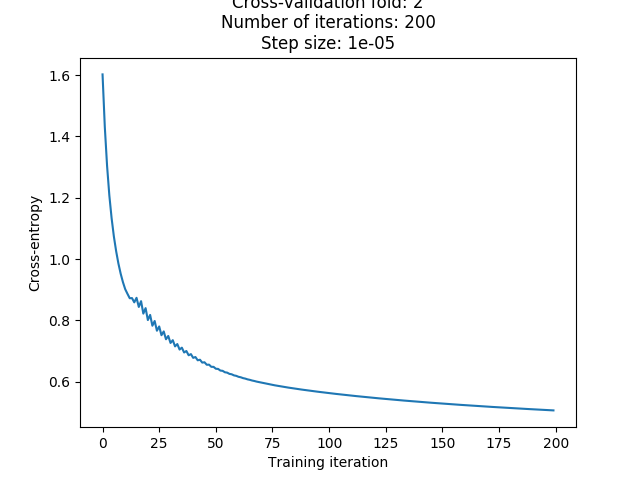 Cross-validation fold: 2
Number of iterations: 200
Step size: 1e-05
1.6
1.4
1.2
1.0
0.8
0.6
Cross-entropy
0 25 50 75 100 125 150 175 200
Training iteration